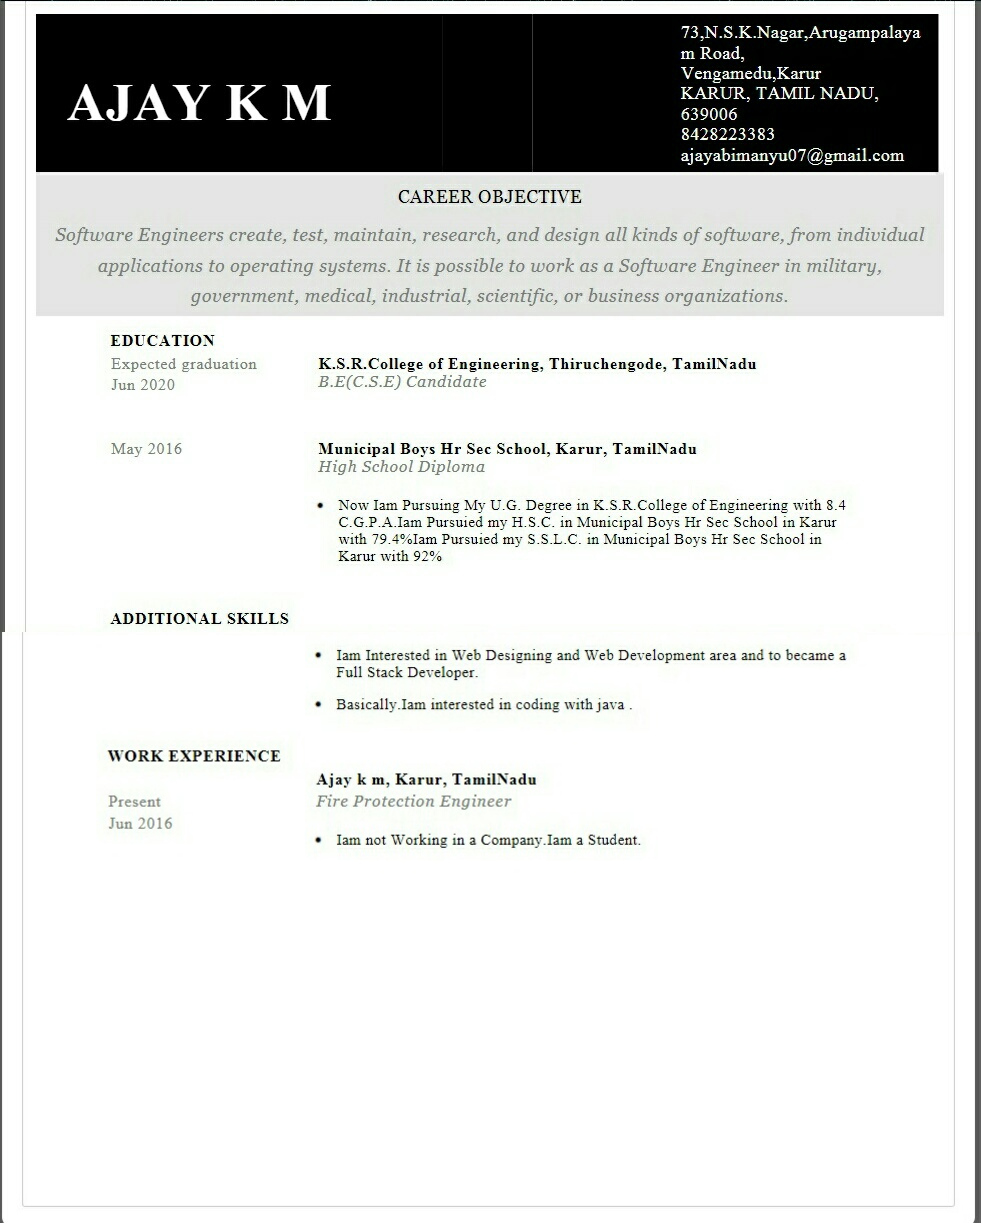 AJAY K M
73,N.S.K.Nagar,Arugampalaya
m Road,
Vengamedu,Karur
KARUR, TAMIL NADU,
639006
8428223383
ajayabimanyu07@gmail.com
CAREER OBJECTIVE
Software Engineers create, test, maintain, research, and design all kinds of software, from individual
applications to operating systems. It is possible to work as a Software Engineer in military,
government, medical, industrial, scientific, or business organizations.
EDUCATION
Expected graduation
Jun 2020
K.S.R.College of Engineering, Thiruchengode, TamilNadu
B.E(C.S.E) Candidate
May 2016
Municipal Boys Hr Sec School, Karur, TamilNadu
High School Diploma
• Now Iam Pursuing My U.G. Degree in K.S.R.College of Engineering with 8.4
C.G.P.A.Iam Pursuied my H.S.C. in Municipal Boys Hr Sec School in Karur
with 79.4%Iam Pursuied my S.S.L.C. in Municipal Boys Hr Sec School in
Karur with 92%
ADDITIONAL SKILLS
• Iam Interested in Web Designing and Web Development area and to became a
Full Stack Developer.
• Basically.Iam interested in coding with java .
WORK EXPERIENCE
Ajay k m, Karur, TamilNadu
Present
Jun 2016
Fire Protection Engineer
• Iam not Working in a Company.Iam a Student.